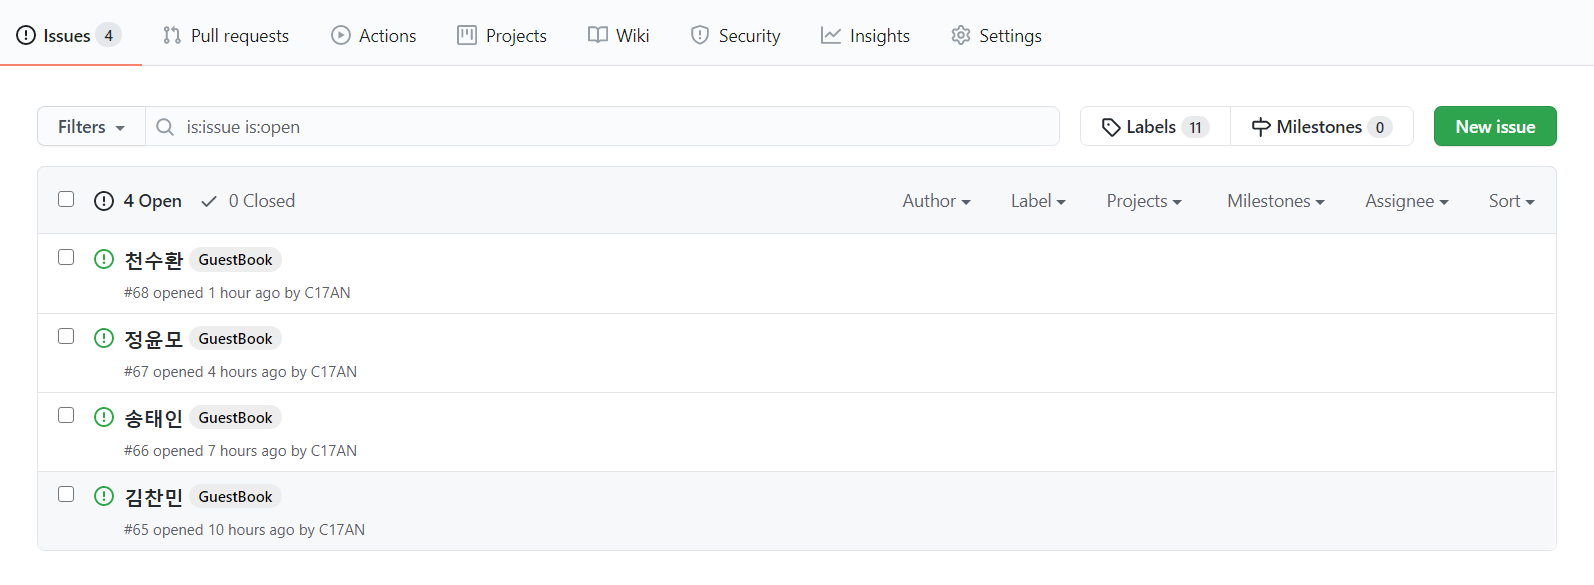 Issues 4 Pull requests Actions Projects Wiki Security Insights Settings
Filters is:issue is:open Labels 11 Milestones 0 New issue
4 Open 0 Closed Author Label Projects Milestones Assignee Sort
천수환 GuestBook
#68 opened 1 hour ago by C17AN
정윤모 GuestBook
#67 opened 4 hours ago by C17AN
송태인 GuestBook
#66 opened 7 hours ago by C17AN
김찬민 GuestBook
#65 opened 10 hours ago by C17AN